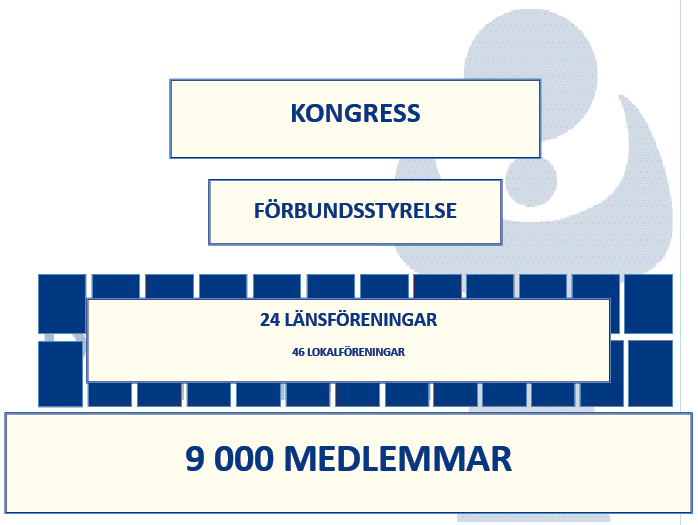 KONGRESS
FÖRBUNDSSTYRELSE
24 LÄNSFÖRENINGAR
46 LOKALFÖRENINGAR
9 000 MEDLEMMAR